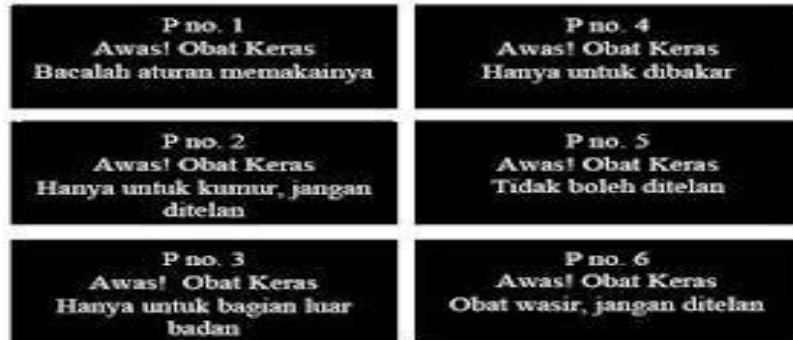 P no. 1
Awas! Obat Keras
Bacalah aturan memakainya
P no. 2
Awas! Obat Keras
Hanya untuk kumur, jangan
ditelan
P no. 3
Awas! Obat Keras
Hanya untuk bagian luar
badan
P no. 4
Awas! Obat Keras
Hanya untuk dibakar
P no. 5
Awas! Obat Keras
Tidak boleh ditelan
P no. 6
Awas! Obat Keras
Obat wasir, jangan ditelan